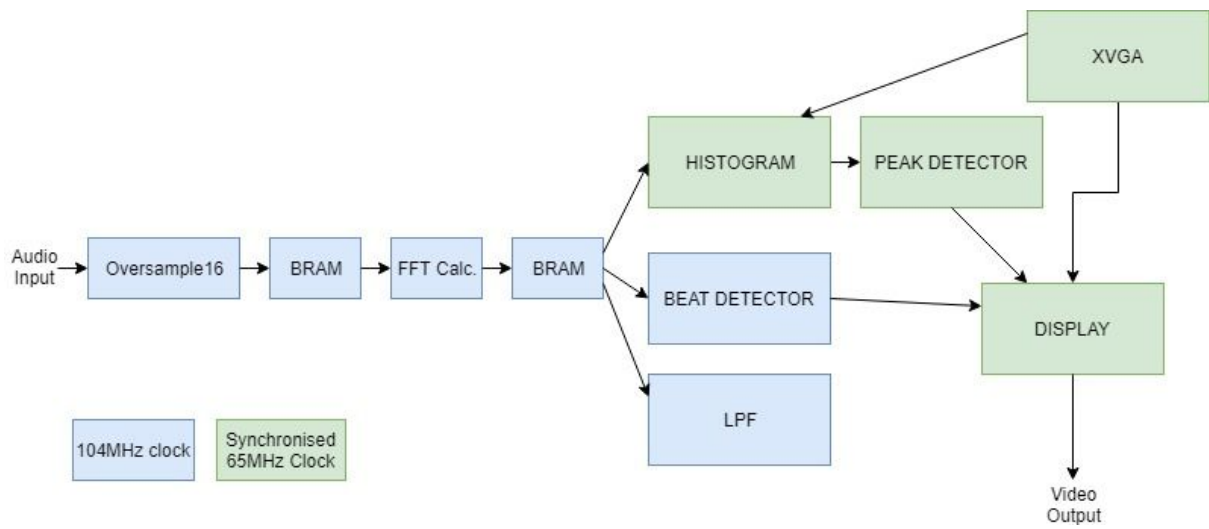 XVGA
HISTOGRAM
PEAK DETECTOR
Audio
Input
Oversample16
BRAM
FFT Calc.
BRAM
BEAT DETECTOR
DISPLAY
LPF
104MHz clock
Synchronised
65MHz Clock
Video
Output